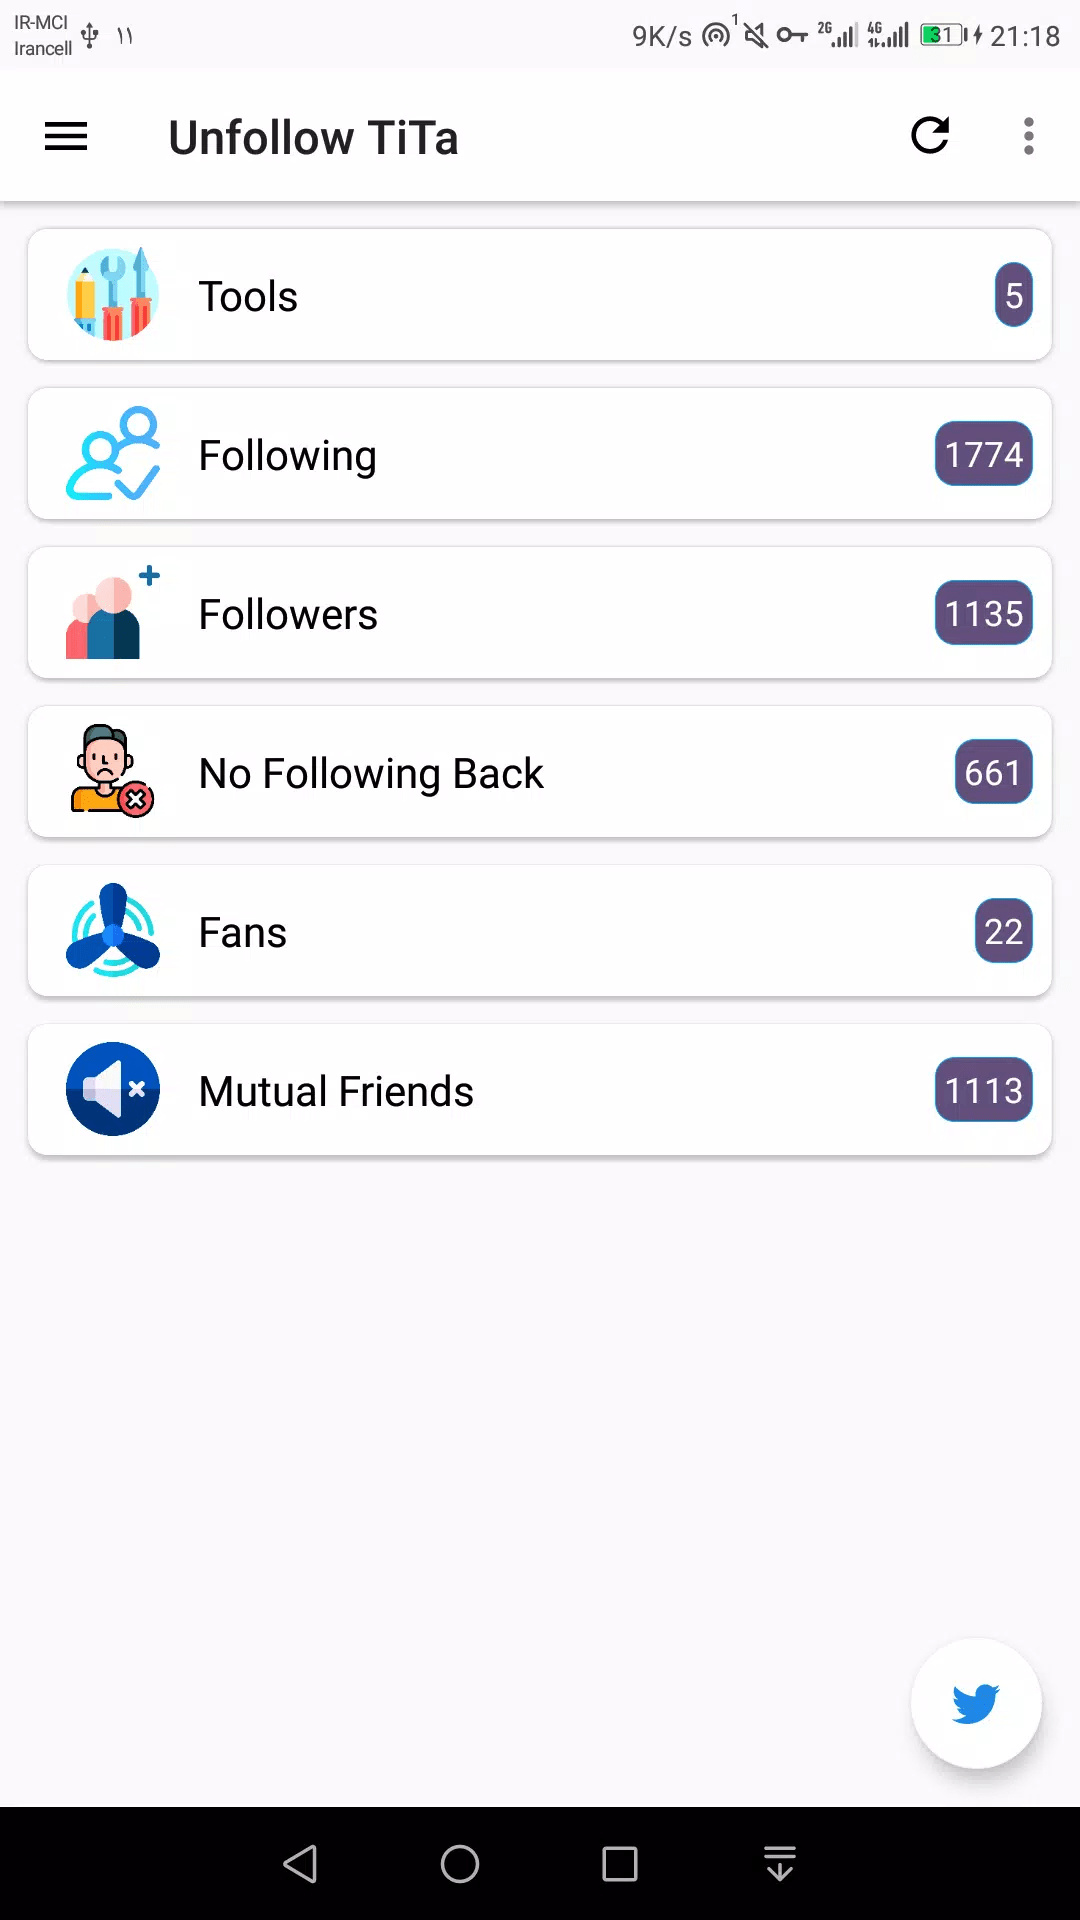 IR-MCI
Irancell
۱۱
9K/s 1 2G 4G 31 21:18
Unfollow TiTa
Tools 5
Following 1774
Followers 1135
No Following Back 661
Fans 22
Mutual Friends 1113